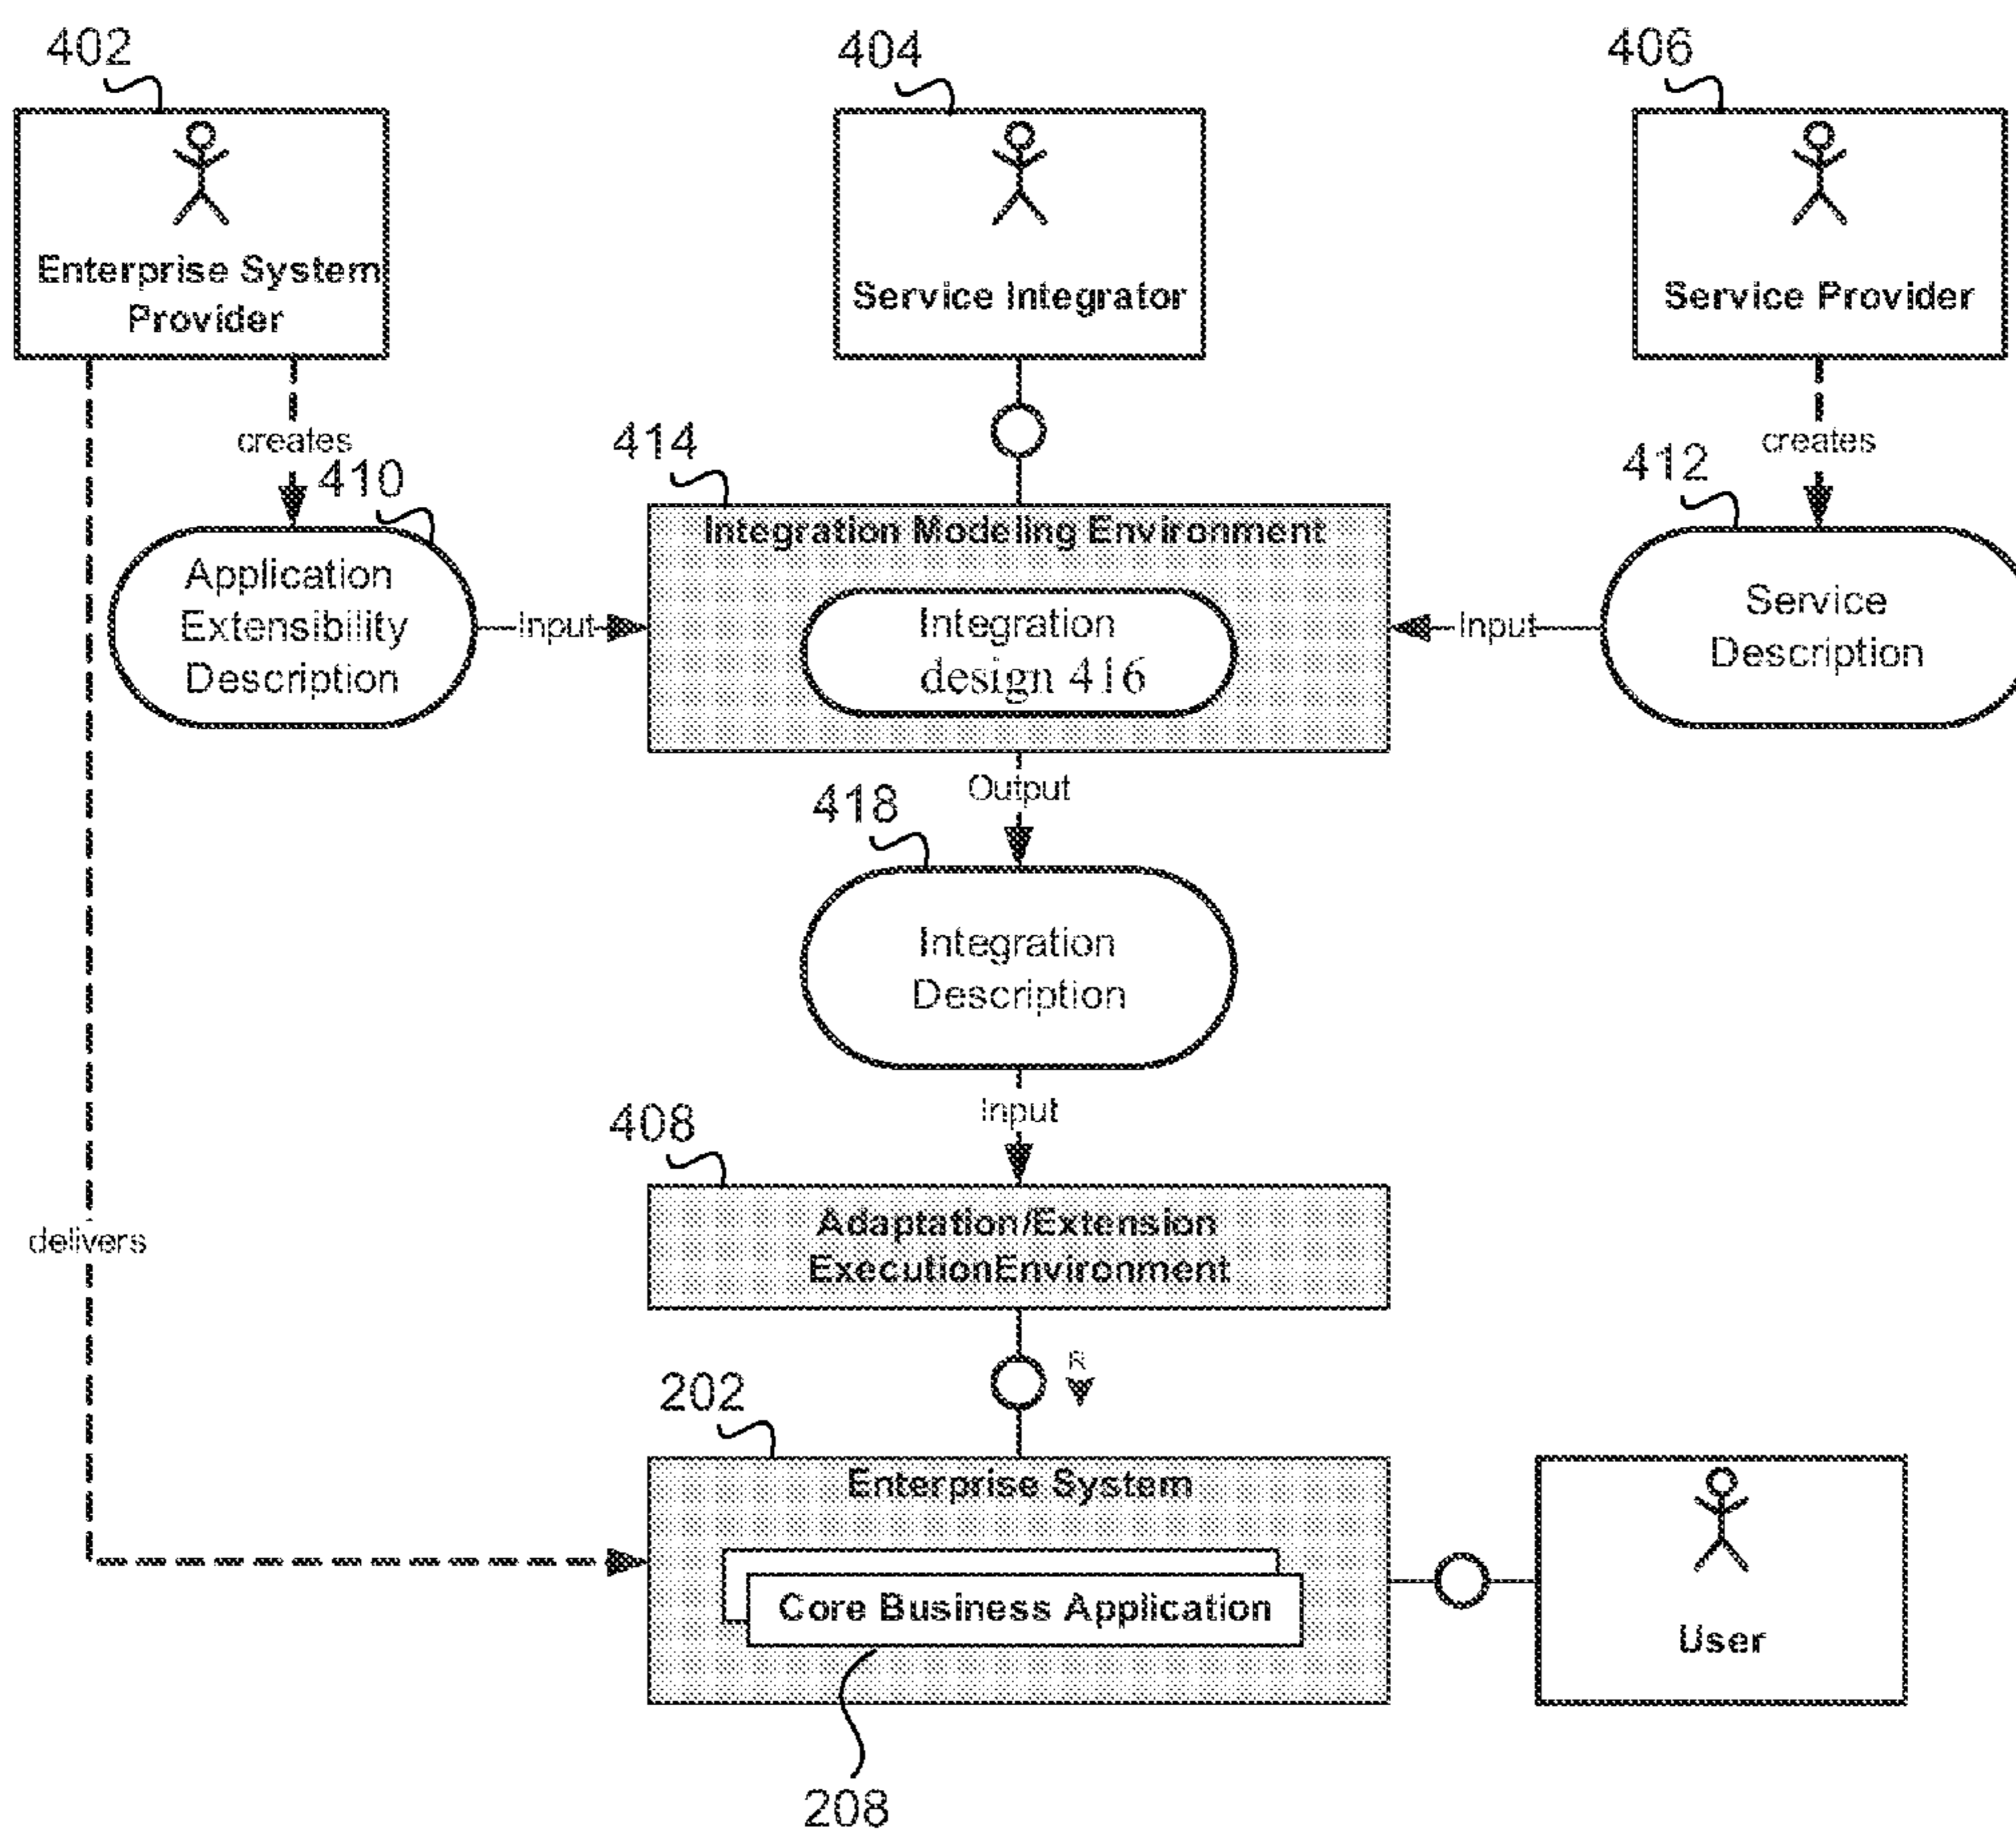 402
404
406
Enterprise System
Provider
Service Integrator
Service Provider
creates
creates
410
414
412
Integration Modeling Environment
Application
Extensibility
Description
Input
Integration
design 416
Input
Service
Description
Output
418
Integration
Description
Input
408
Adaptation/Extension
ExecutionEnvironment
delivers
R
202
Enterprise System
Core Business Application
User
208